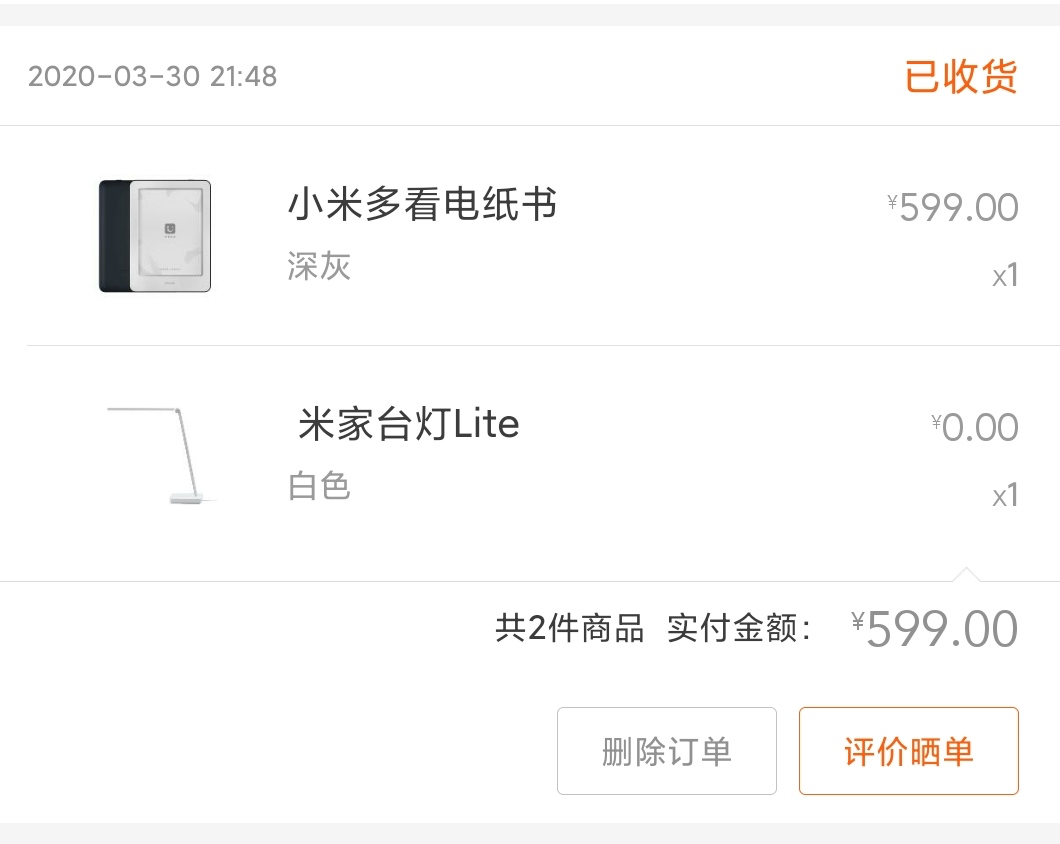 2020-03-30 21:48 已收货
小米多看电纸书 ¥599.00
深灰 x1
米家台灯Lite ¥0.00
白色 x1
共2件商品 实付金额： ¥599.00
删除订单 评价晒单